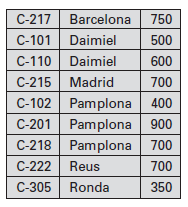 C-217 Barcelona 750
C-101 Daimiel 500
C-110 Daimiel 600
C-215 Madrid 700
C-102 Pamplona 400
C-201 Pamplona 900
C-218 Pamplona 700
C-222 Reus 700
C-305 Ronda 350